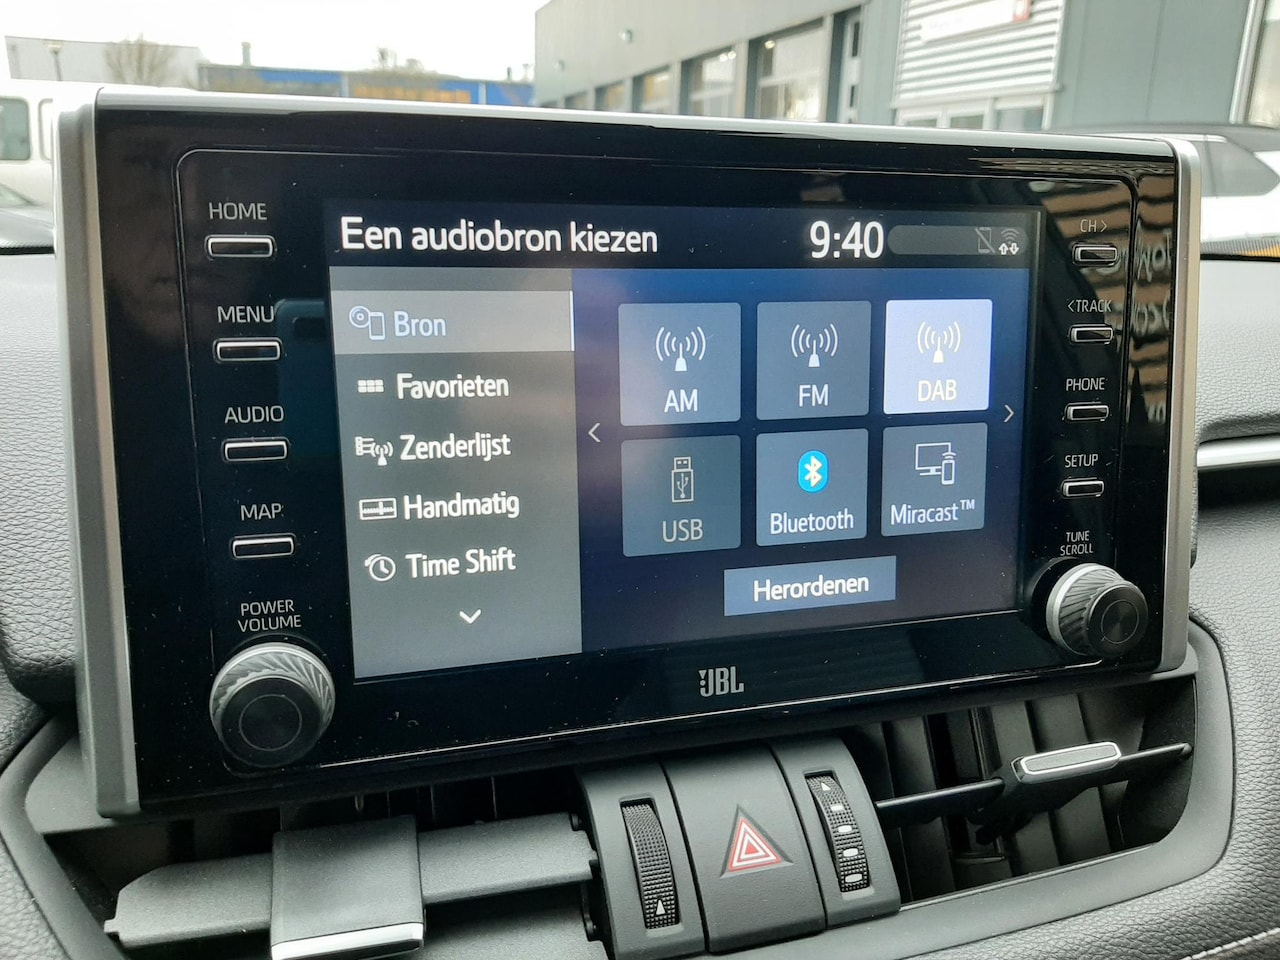 HOME
MENU
AUDIO
MAP
POWER
VOLUME
Een audiobron kiezen
9:40
Bron
Favorieten
Zenderlijst
Handmatig
Time Shift
AM
FM
DAB
USB
Bluetooth
Miracast™
Herordenen
CH >
< TRACK
PHONE
SETUP
TUNE
SCROLL
JBL